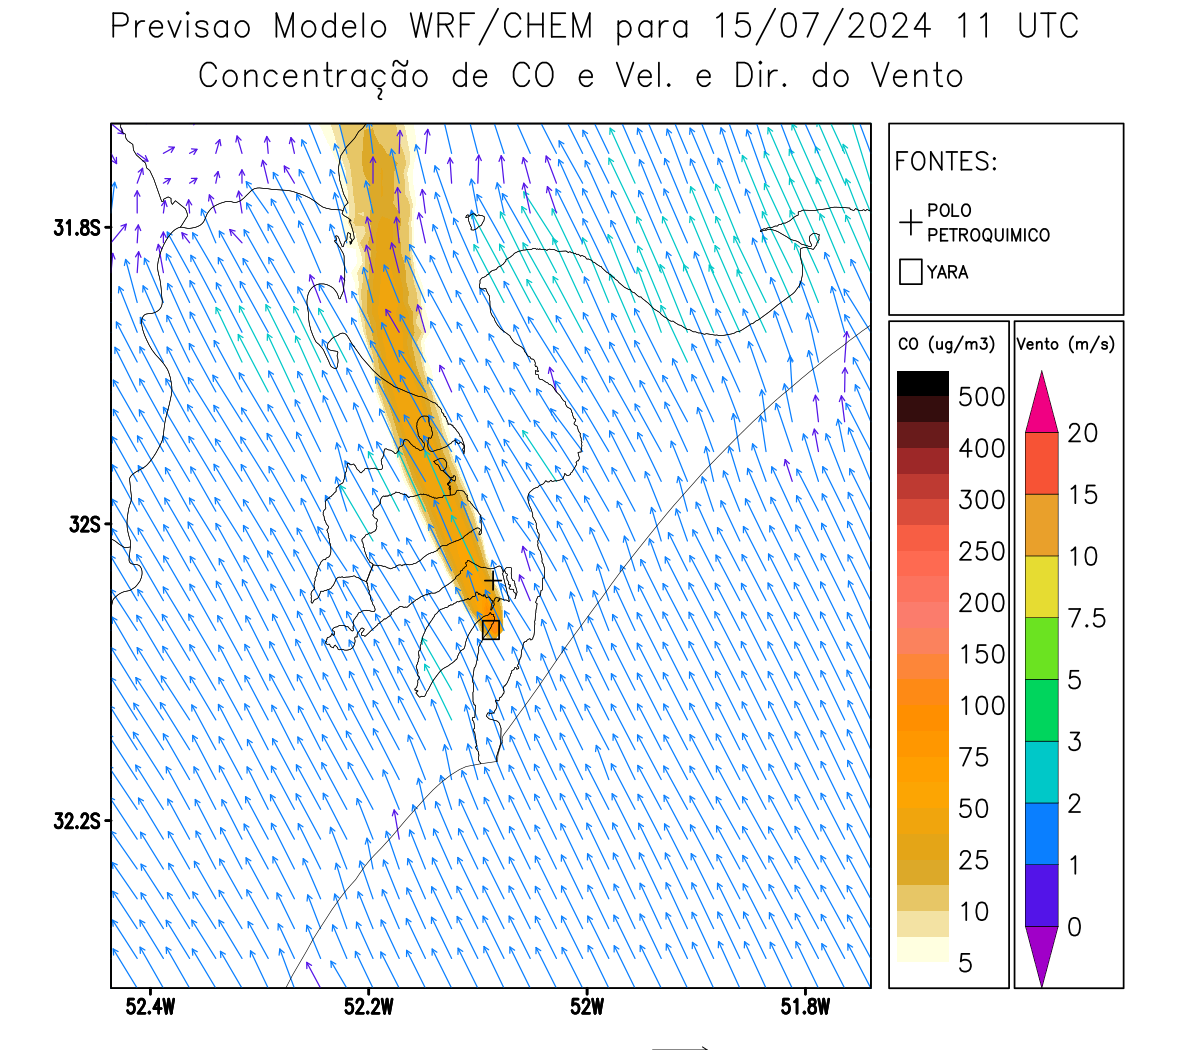 Previsao Modelo WRF/CHEM para 15/07/2024 11 UTC
Concentração de CO e Vel. e Dir. do Vento
FONTES:
POLO
PETROQUIMICO
YARA
CO (ug/m3)
500
400
300
250
200
150
100
75
50
25
10
5
Vento (m/s)
20
15
10
7.5
5
3
2
1
0
31.8S
32S
32.2S
52.4W
52.2W
52W
51.8W